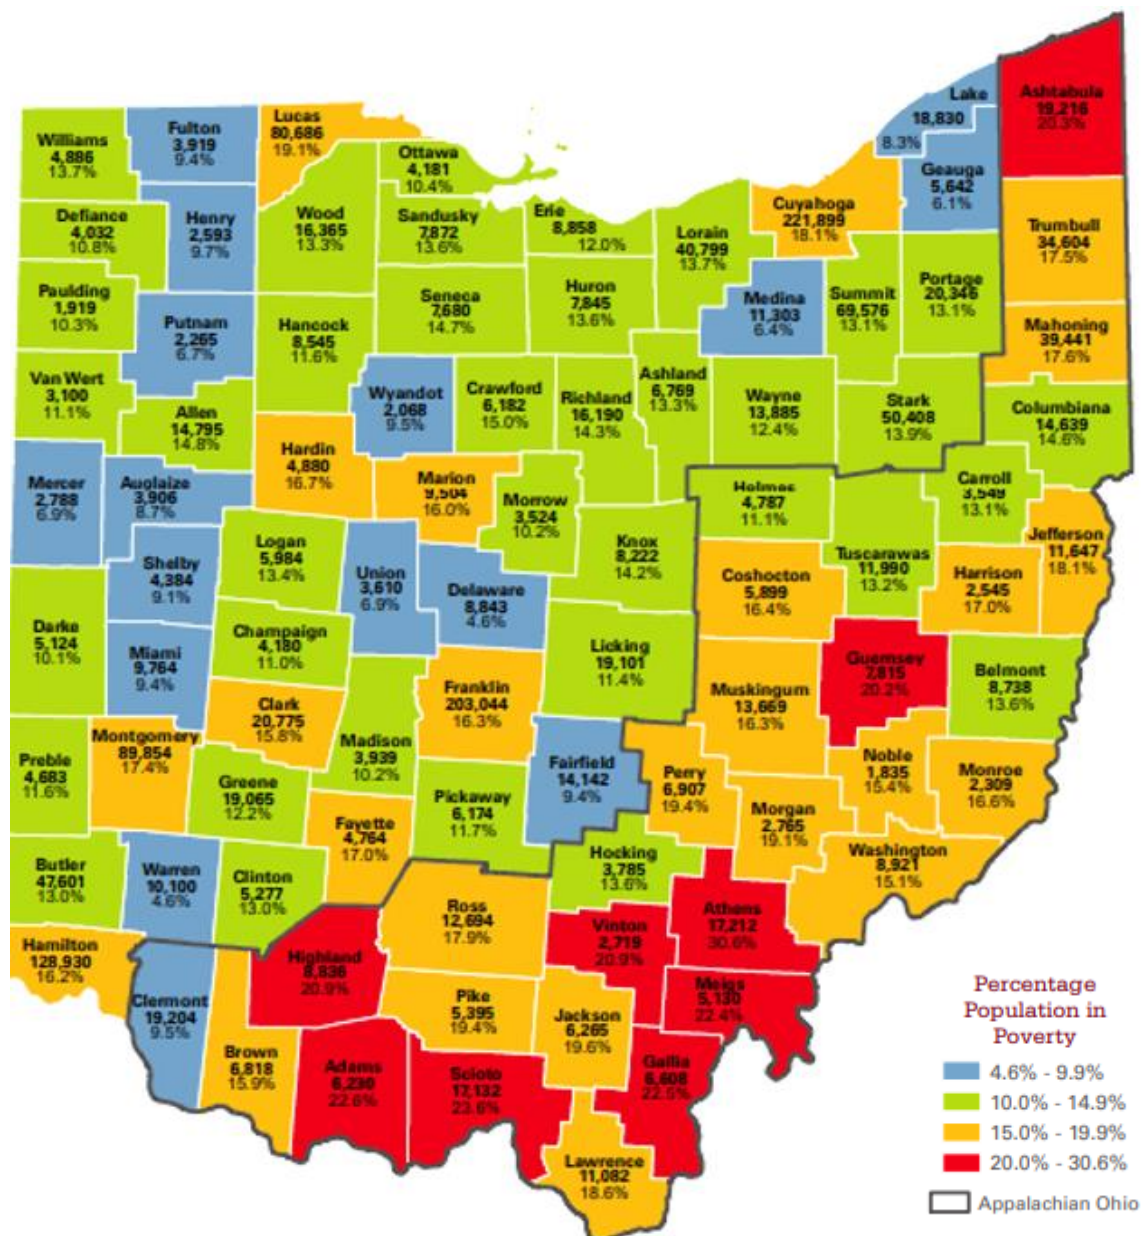 Lake
18,830
8.3%
Ashtabula
19,216
20.3%
Williams
4,886
13.7%
Fulton
3,919
9.4%
Lucas
80,686
19.1%
Ottawa
4,181
10.4%
Geauga
5,642
6.1%
Cuyahoga
221,899
18.1%
Trumbull
34,604
17.5%
Defiance
4,032
10.8%
Henry
2,593
9.7%
Wood
16,365
13.3%
Sandusky
7,872
13.6%
Erie
8,858
12.0%
Lorain
40,799
13.7%
Paulding
1,919
10.3%
Putnam
2,265
6.7%
Hancock
8,545
11.6%
Seneca
7,680
14.7%
Huron
7,845
13.6%
Medina
11,303
6.4%
Summit
69,576
13.1%
Portage
20,346
13.1%
Mahoning
39,441
17.6%
Van Wert
3,100
11.1%
Allen
14,795
14.8%
Wyandot
2,068
9.5%
Crawford
6,182
15.0%
Richland
16,190
14.3%
Ashland
6,769
13.3%
Wayne
13,885
12.4%
Stark
50,408
13.9%
Columbiana
14,639
14.6%
Mercer
2,788
6.9%
Auglaize
3,906
8.7%
Hardin
4,880
16.7%
Marion
9,504
16.0%
Morrow
3,524
10.2%
Holmes
4,787
11.1%
Carroll
3,549
13.1%
Shelby
4,384
9.1%
Logan
5,984
13.4%
Union
3,610
6.9%
Delaware
8,843
4.6%
Knox
8,222
14.2%
Coshocton
5,899
16.4%
Tuscarawas
11,990
13.2%
Harrison
2,545
17.0%
Jefferson
11,647
18.1%
Darke
5,124
10.1%
Miami
9,764
9.4%
Champaign
4,180
11.0%
Licking
19,101
11.4%
Guernsey
7,815
20.2%
Belmont
8,738
13.6%
Clark
20,775
15.8%
Franklin
203,044
16.3%
Muskingum
13,669
16.3%
Preble
4,683
11.6%
Montgomery
89,854
17.4%
Greene
19,065
12.2%
Madison
3,939
10.2%
Pickaway
6,174
11.7%
Fairfield
14,142
9.4%
Perry
6,907
19.4%
Noble
1,835
15.4%
Monroe
2,309
16.6%
Morgan
2,765
19.1%
Fayette
4,764
17.0%
Hocking
3,785
13.6%
Washington
8,921
15.1%
Butler
47,601
13.0%
Warren
10,100
4.6%
Clinton
5,277
13.0%
Ross
12,694
17.9%
Vinton
2,719
20.9%
Athens
17,212
30.6%
Hamilton
128,930
16.2%
Clermont
19,204
9.5%
Highland
8,836
20.9%
Pike
5,395
19.4%
Jackson
6,265
19.6%
Meigs
5,130
22.4%
Brown
6,818
15.9%
Adams
6,230
22.6%
Scioto
17,132
23.6%
Gallia
6,608
22.5%
Lawrence
11,082
18.6%
Percentage
Population in
Poverty
4.6% - 9.9%
10.0% - 14.9%
15.0% - 19.9%
20.0% - 30.6%
Appalachian Ohio